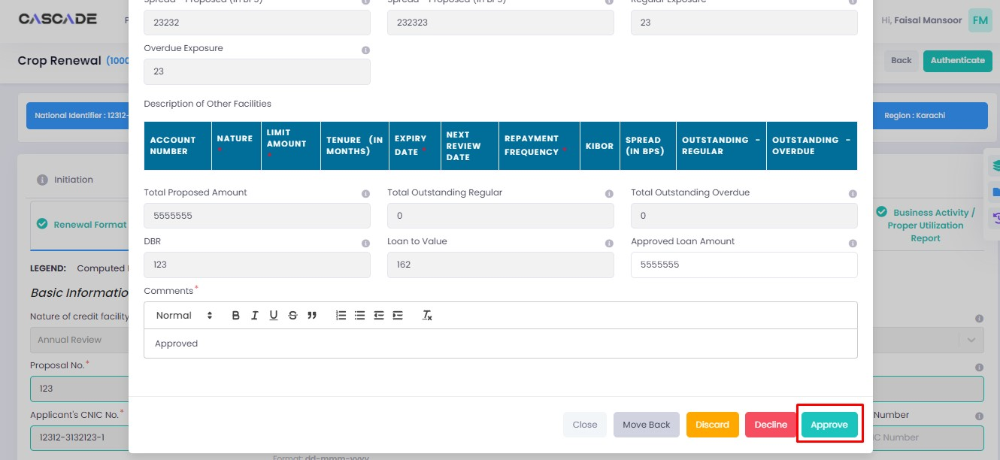 CASCADE
Hi, Faisal Mansoor FM
Crop Renewal (1000
Back Authenticate
National Identifier : 12312-
Region : Karachi
Initiation
Renewal Format
Business Activity /
Proper Utilization
Report
LEGEND: Computed
Basic Informatio
Nature of credit facility
Annual Review
Proposal No.*
123
Applicant's CNIC No.*
12312-3132123-1
Number
C Number
Format: dd-mmm-yyyy
Spread - Proposed (in BPS) Spread - Proposed (in BPS) Regular Exposure
23232 232323 23
Overdue Exposure
23
Description of Other Facilities
ACCOUNT NUMBER
NATURE *
LIMIT AMOUNT *
TENURE (IN MONTHS)
EXPIRY DATE *
NEXT REVIEW DATE
REPAYMENT FREQUENCY *
KIBOR
SPREAD (IN BPS)
OUTSTANDING - REGULAR
OUTSTANDING - OVERDUE
Total Proposed Amount Total Outstanding Regular Total Outstanding Overdue
5555555 0 0
DBR Loan to Value Approved Loan Amount
123 162 5555555
Comments*
Normal B I U S
Approved
Close Move Back Discard Decline Approve